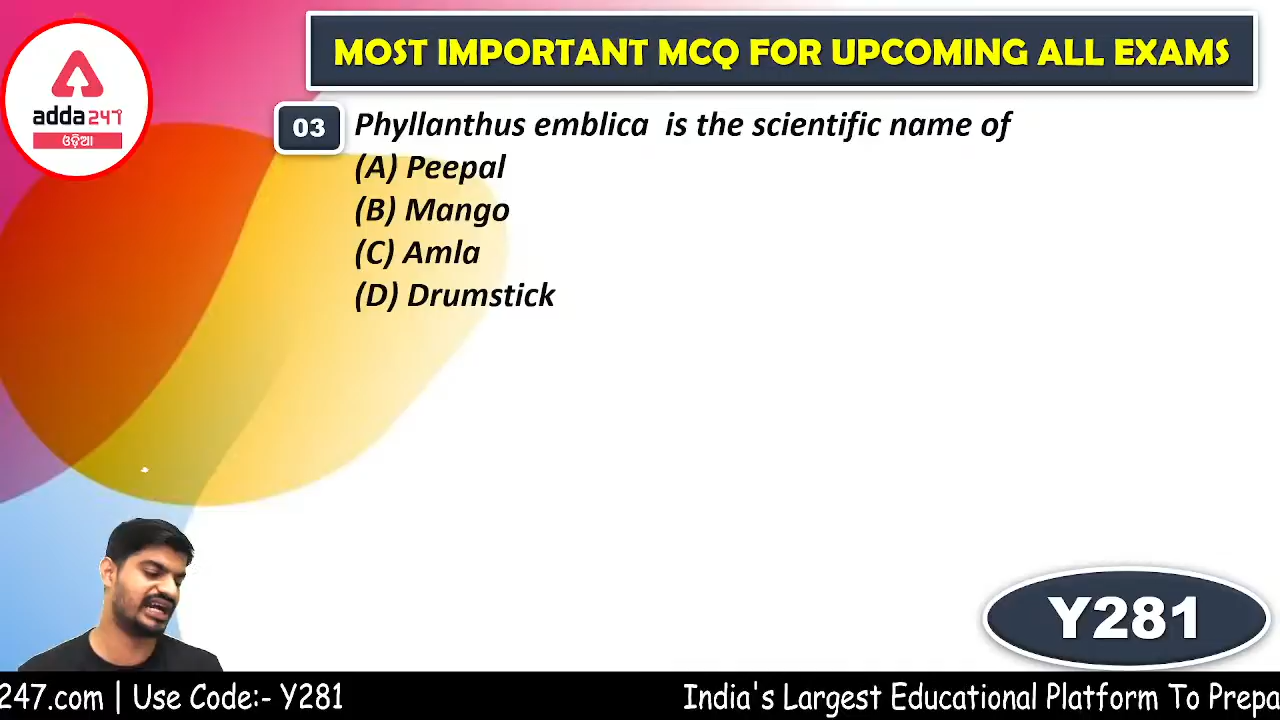 MOST IMPORTANT MCQ FOR UPCOMING ALL EXAMS
adda247
ଓଡ଼ିଆ
03 Phyllanthus emblica is the scientific name of
(A) Peepal
(B) Mango
(C) Amla
(D) Drumstick
Y281
247.com | Use Code:- Y281 India's Largest Educational Platform To Prepa